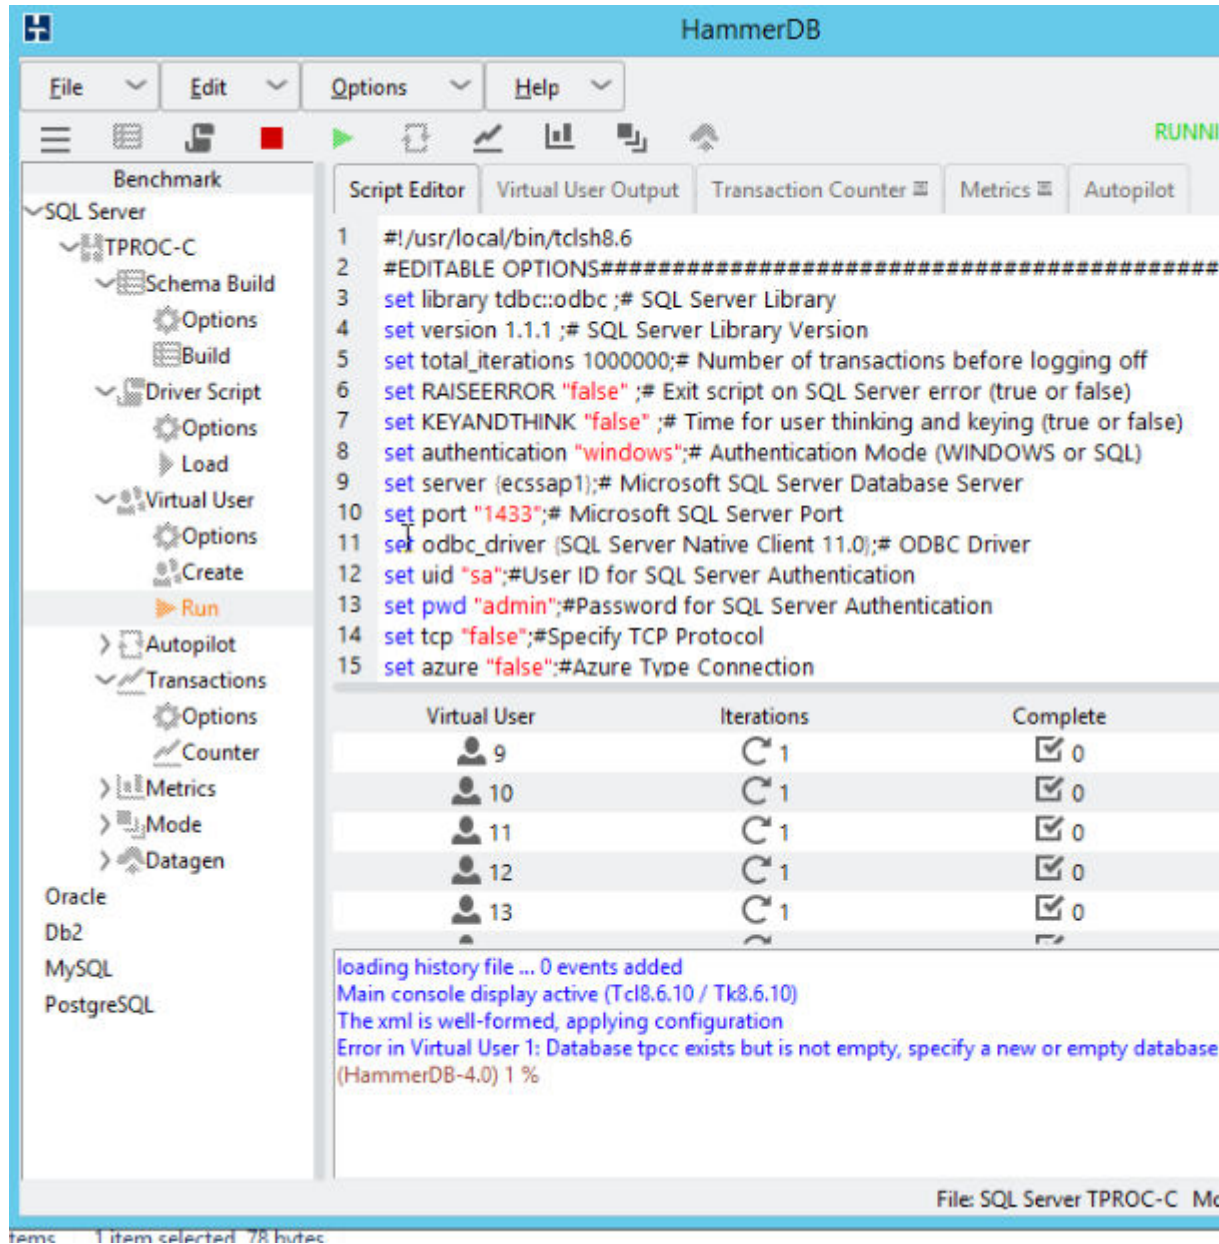 HammerDB
File Edit Options Help
RUNNI
Benchmark
SQL Server
TPROC-C
Schema Build
Options
Build
Driver Script
Options
Load
Virtual User
Options
Create
Run
Autopilot
Transactions
Options
Counter
Metrics
Mode
Datagen
Oracle
Db2
MySQL
PostgreSQL
Script Editor Virtual User Output Transaction Counter Metrics Autopilot
1 #!/usr/local/bin/tclsh8.6
2 #EDITABLE OPTIONS##########################################
3 set library tdbc::odbc ;# SQL Server Library
4 set version 1.1.1 ;# SQL Server Library Version
5 set total_iterations 1000000;# Number of transactions before logging off
6 set RAISEERROR "false" ;# Exit script on SQL Server error (true or false)
7 set KEYANDTHINK "false" ;# Time for user thinking and keying (true or false)
8 set authentication "windows";# Authentication Mode (WINDOWS or SQL)
9 set server {ecssap1};# Microsoft SQL Server Database Server
10 set port "1433";# Microsoft SQL Server Port
11 set odbc_driver {SQL Server Native Client 11.0};# ODBC Driver
12 set uid "sa";#User ID for SQL Server Authentication
13 set pwd "admin";#Password for SQL Server Authentication
14 set tcp "false";#Specify TCP Protocol
15 set azure "false";#Azure Type Connection
Virtual User Iterations Complete
9 1 0
10 1 0
11 1 0
12 1 0
13 1 0
loading history file ... 0 events added
Main console display active (Tcl8.6.10 / Tk8.6.10)
The xml is well-formed, applying configuration
Error in Virtual User 1: Database tpcc exists but is not empty, specify a new or empty database
(HammerDB-4.0) 1 %
File: SQL Server TPROC-C Mo
tems 1 item selected 78 bytes